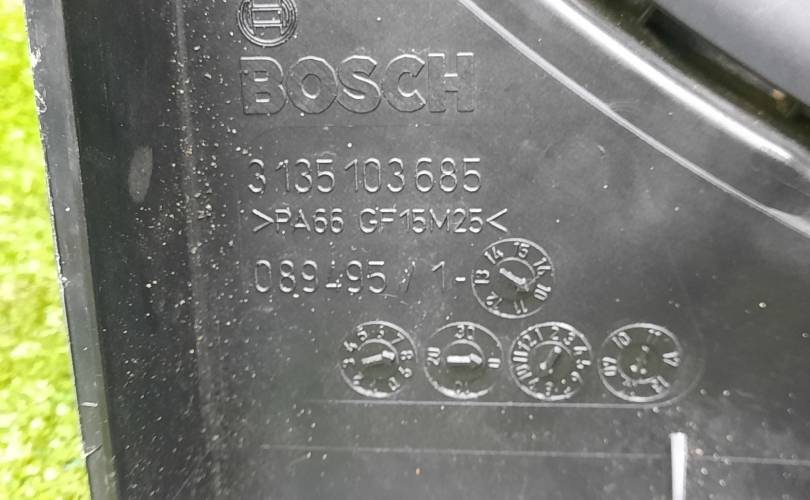 BOSCH
3 135 103 685
>PA66 GF15M25<
089495 / 1-